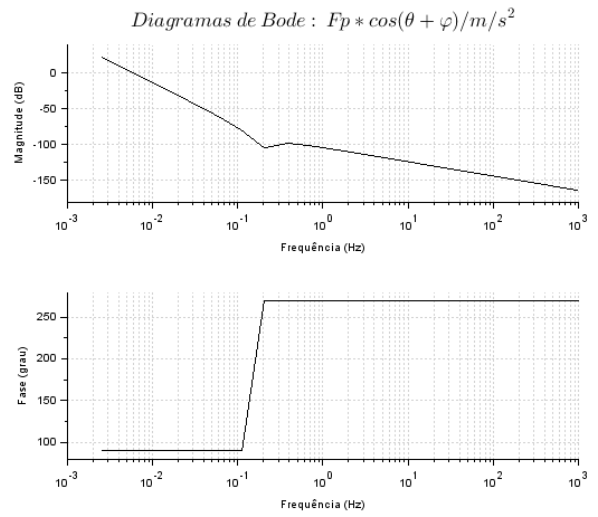 Diagramas de Bode : Fp ∗ cos(θ + φ)/m/s²
0
-50
-100
-150
Magnitude (dB)
10⁻³ 10⁻² 10⁻¹ 10⁰ 10¹ 10² 10³
Frequência (Hz)
250
200
150
100
Fase (grau)
10⁻³ 10⁻² 10⁻¹ 10⁰ 10¹ 10² 10³
Frequência (Hz)